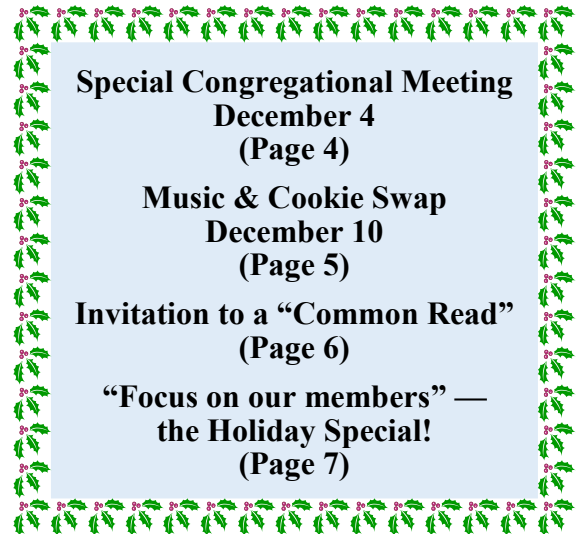 Special Congregational Meeting
December 4
(Page 4)
Music & Cookie Swap
December 10
(Page 5)
Invitation to a “Common Read”
(Page 6)
“Focus on our members” —
the Holiday Special!
(Page 7)